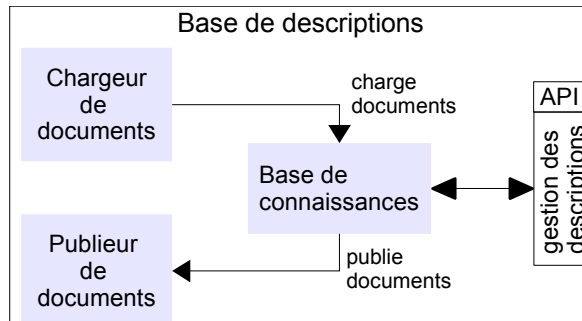 Base de descriptions
Chargeur
de
documents
charge
documents
API
gestion des
descriptions
Base de
connaissances
Publieur
de
documents
publie
documents